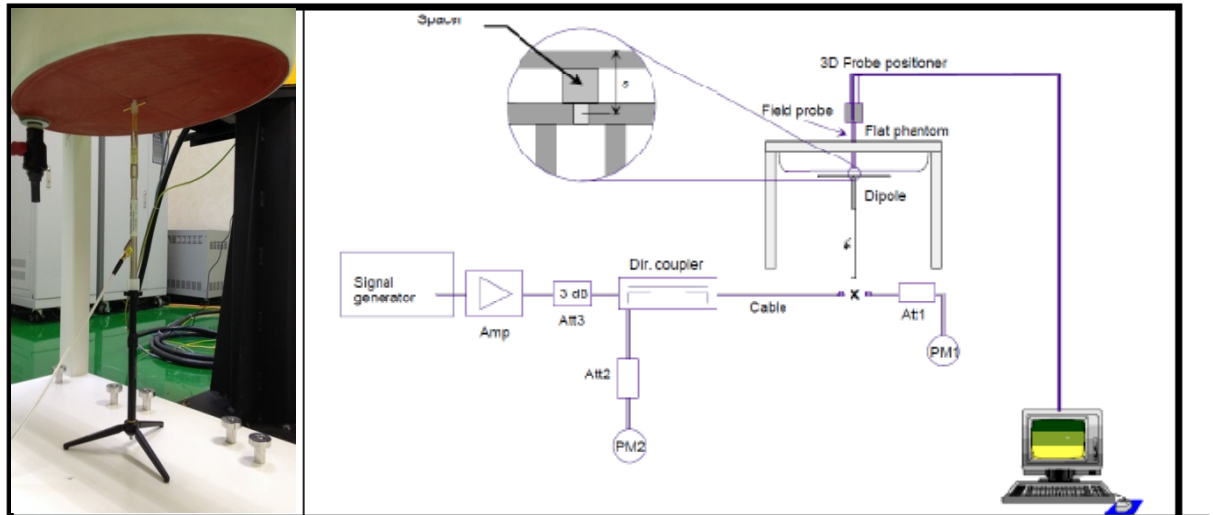 3D Probe positioner
Field probe
Flat phantom
Dipole
Dir. coupler
Signal
generator
3 dB
Amp
Att3
Cable
Att1
PM1
Att2
PM2
s
x